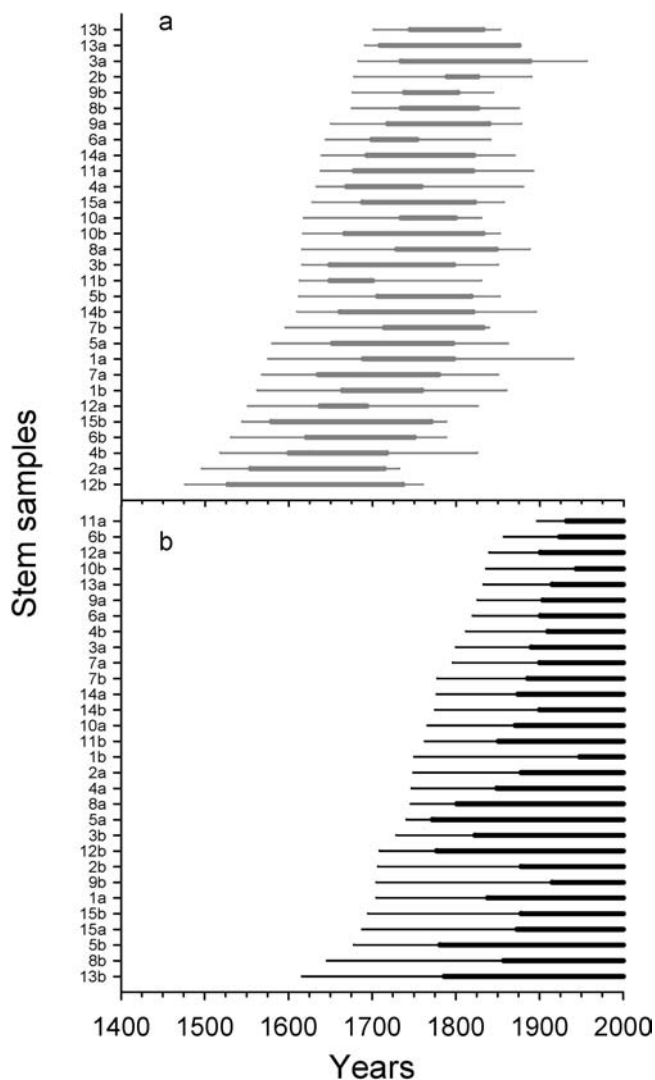 a
13b
13a
3a
2b
9b
8b
9a
6a
14a
11a
4a
15a
10a
10b
8a
3b
11b
5b
14b
7b
5a
1a
7a
1b
12a
15b
6b
4b
2a
12b
Stem samples
b
11a
6b
12a
10b
13a
9a
6a
4b
3a
7a
7b
14a
14b
10a
11b
1b
2a
4a
8a
5a
3b
12b
2b
9b
1a
15b
15a
5b
8b
13b
1400 1500 1600 1700 1800 1900 2000
Years